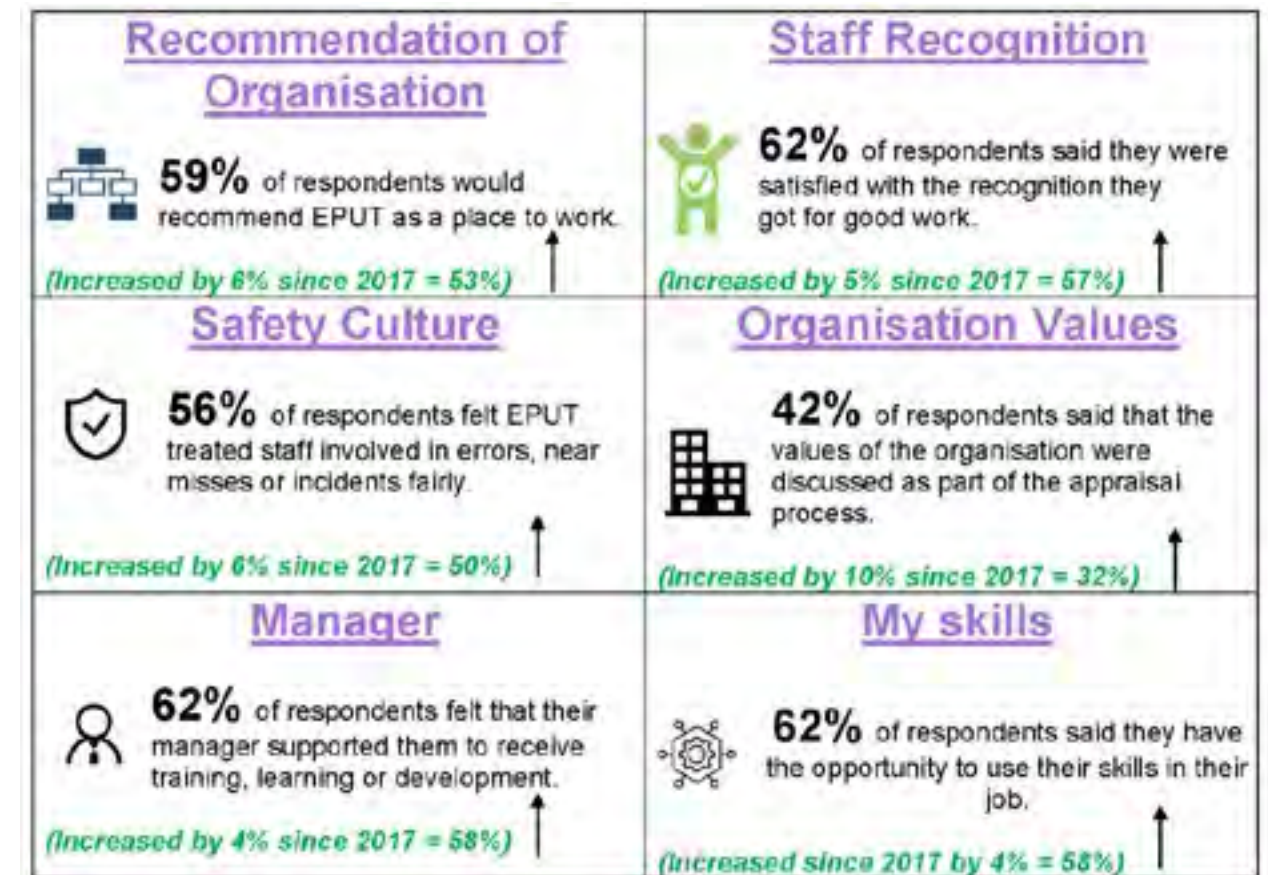 Recommendation of
Organisation
59% of respondents would
recommend EPUT as a place to work.
(Increased by 6% since 2017 = 53%)
Staff Recognition
62% of respondents said they were
satisfied with the recognition they
got for good work.
(Increased by 5% since 2017 = 57%)
Safety Culture
56% of respondents felt EPUT
treated staff involved in errors, near
misses or incidents fairly.
(Increased by 6% since 2017 = 50%)
Organisation Values
42% of respondents said that the
values of the organisation were
discussed as part of the appraisal
process.
(Increased by 10% since 2017 = 32%)
Manager
62% of respondents felt that their
manager supported them to receive
training, learning or development.
(Increased by 4% since 2017 = 58%)
My skills
62% of respondents said they have
the opportunity to use their skills in their
job.
(Increased since 2017 by 4% = 58%)